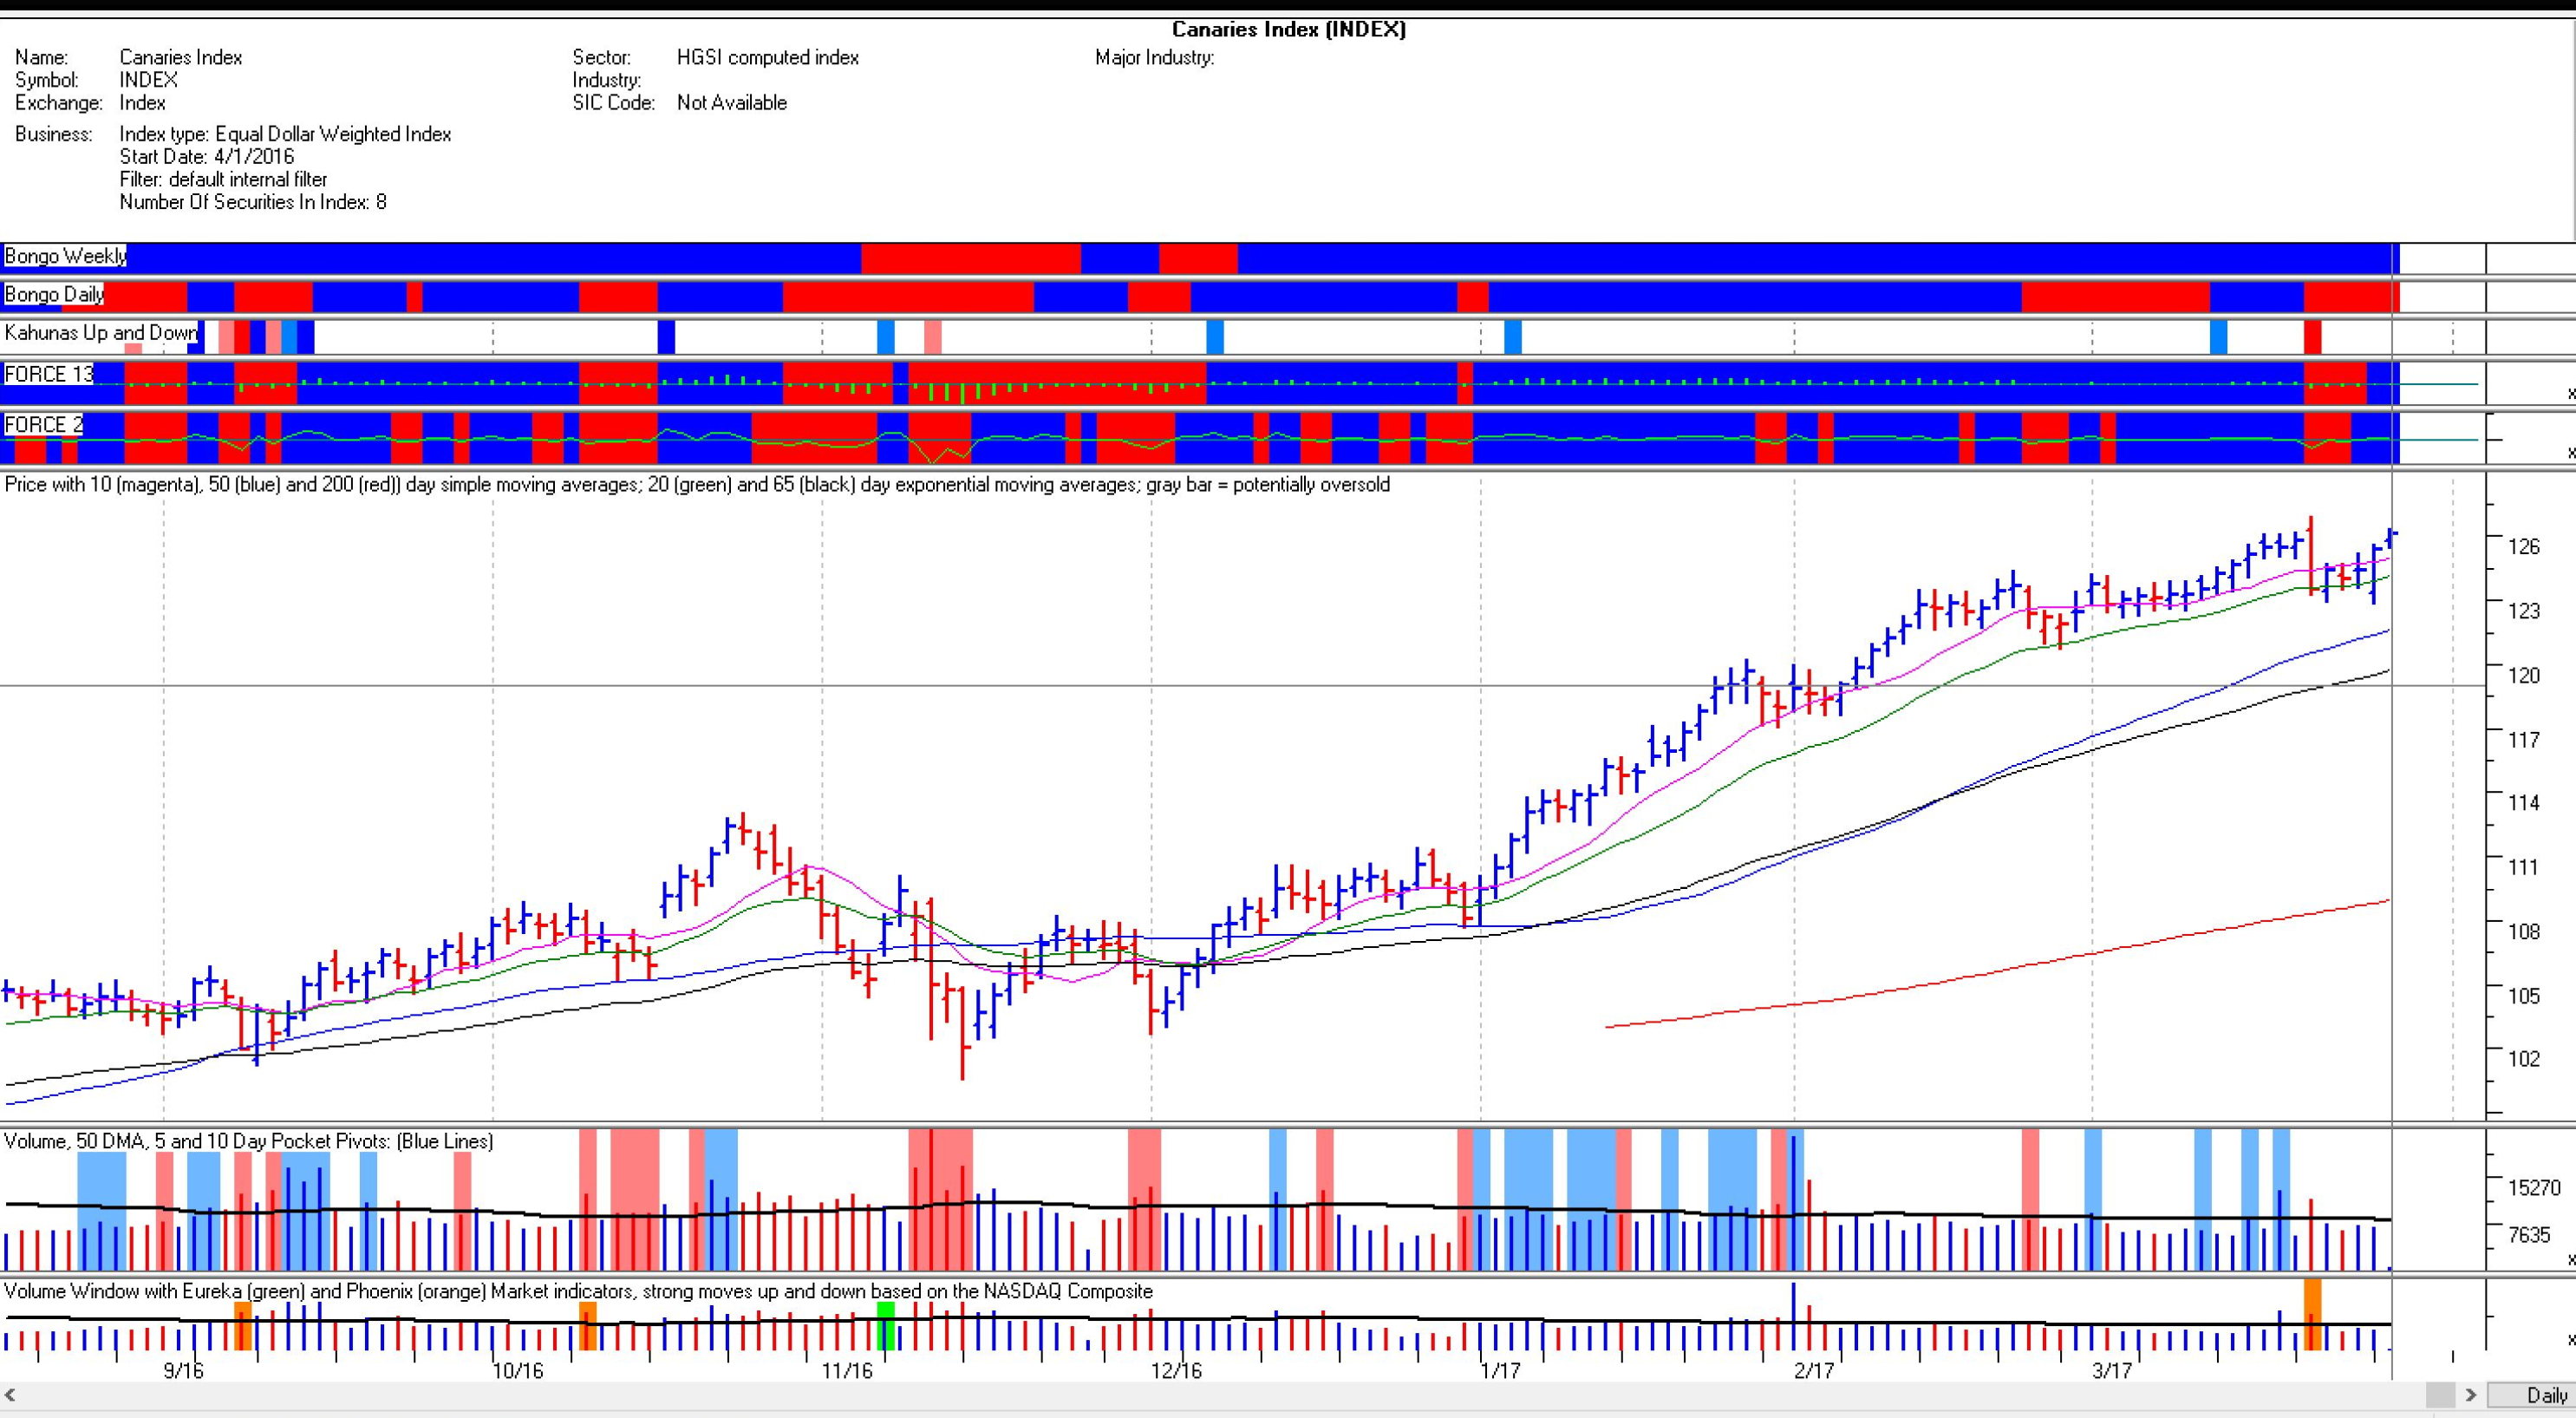 Canaries Index (INDEX)
Name: Canaries Index Sector: HGSI computed index Major Industry:
Symbol: INDEX Industry:
Exchange: Index SIC Code: Not Available
Business: Index type: Equal Dollar Weighted Index
Start Date: 4/1/2016
Filter: default internal filter
Number Of Securities In Index: 8
Bongo Weekly
Bongo Daily
Kahunas Up and Down
FORCE 13
x
FORCE 2
x
Price with 10 (magenta), 50 (blue) and 200 (red)) day simple moving averages; 20 (green) and 65 (black) day exponential moving averages; gray bar = potentially oversold
126
123
120
117
114
111
108
105
102
Volume, 50 DMA, 5 and 10 Day Pocket Pivots: (Blue Lines)
15270
7635
x
Volume Window with Eureka (green) and Phoenix (orange) Market indicators, strong moves up and down based on the NASDAQ Composite
x
9/16 10/16 11/16 12/16 1/17 2/17 3/17
Daily